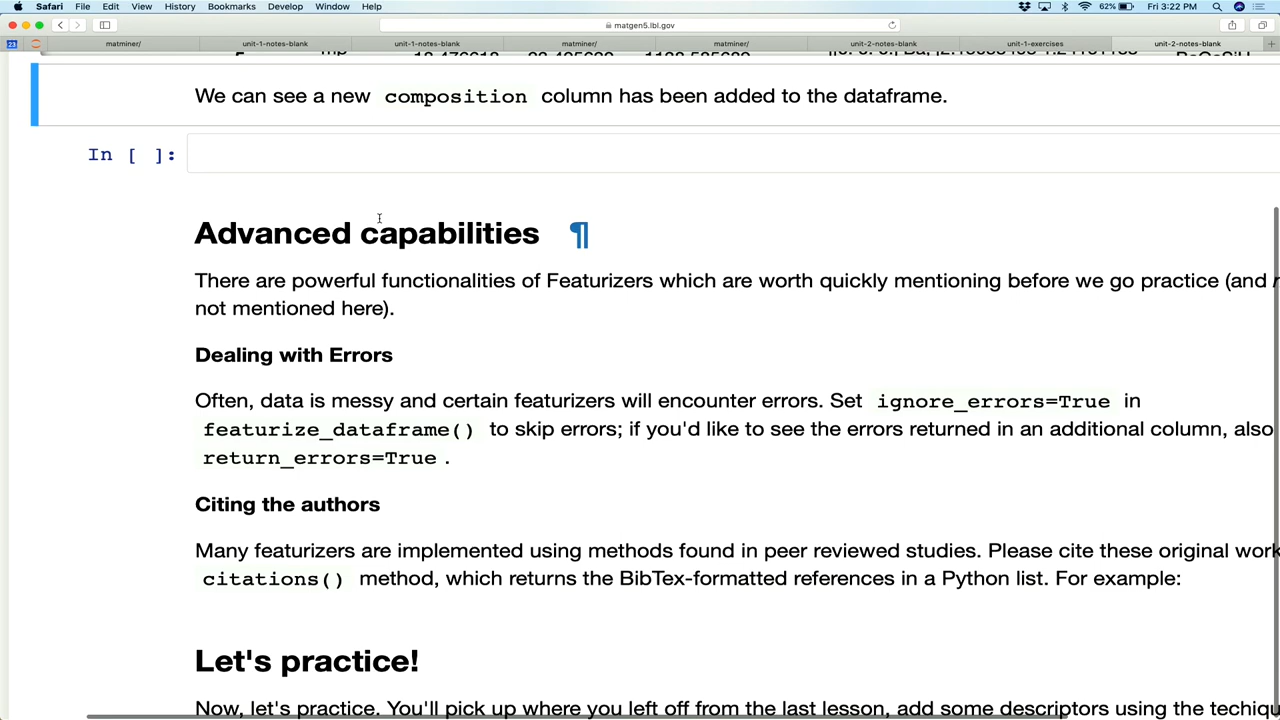 Safari File Edit View History Bookmarks Develop Window Help 62% Fri 3:22 PM
matgen5.lbl.gov
23 matminer/ unit-1-notes-blank unit-1-notes-blank matminer/ matminer/ unit-2-notes-blank unit-1-exercises unit-2-notes-blank
We can see a new composition column has been added to the dataframe.
In [ ]:
Advanced capabilities ¶
There are powerful functionalities of Featurizers which are worth quickly mentioning before we go practice (and
not mentioned here).
Dealing with Errors
Often, data is messy and certain featurizers will encounter errors. Set ignore_errors=True in
featurize_dataframe() to skip errors; if you'd like to see the errors returned in an additional column, also
return_errors=True .
Citing the authors
Many featurizers are implemented using methods found in peer reviewed studies. Please cite these original work
citations() method, which returns the BibTex-formatted references in a Python list. For example:
Let's practice!
Now, let's practice. You'll pick up where you left off from the last lesson, add some descriptors using the techiqu